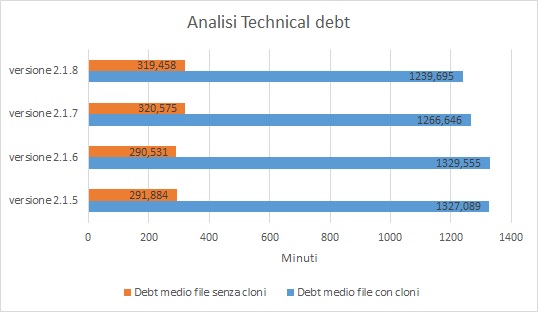 Analisi Technical debt
versione 2.1.8
319,458
1239,695
versione 2.1.7
320,575
1266,646
versione 2.1.6
290,531
1329,555
versione 2.1.5
291,884
1327,089
0 200 400 600 800 1000 1200 1400
Minuti
Debt medio file senza cloni Debt medio file con cloni